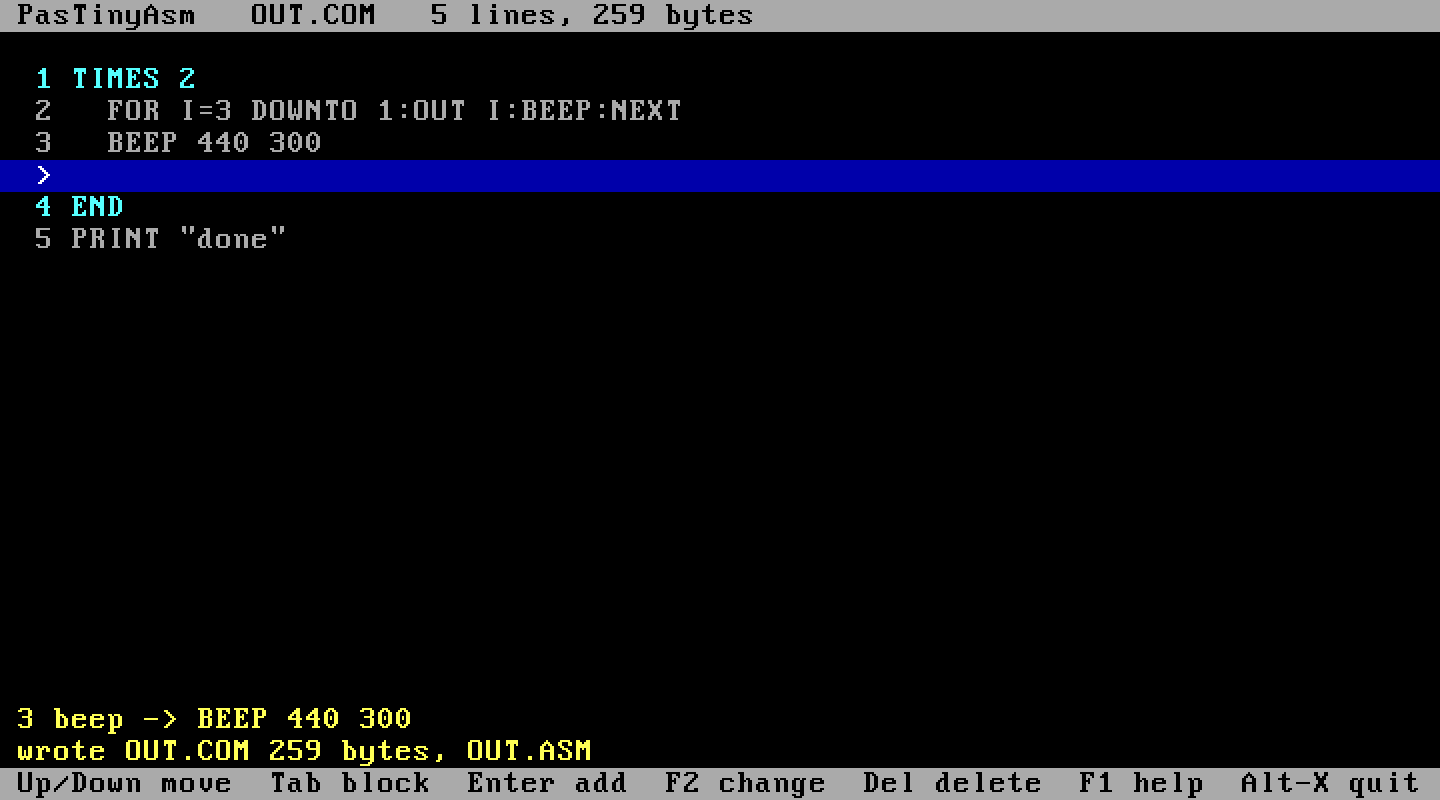 PasTinyAsm   OUT.COM   5 lines, 259 bytes
1 TIMES 2
2   FOR I=3 DOWNTO 1:OUT I:BEEP:NEXT
3   BEEP 440 300
>
4 END
5 PRINT "done"
3 beep -> BEEP 440 300
wrote OUT.COM 259 bytes, OUT.ASM
Up/Down move  Tab block  Enter add  F2 change  Del delete  F1 help  Alt-X quit